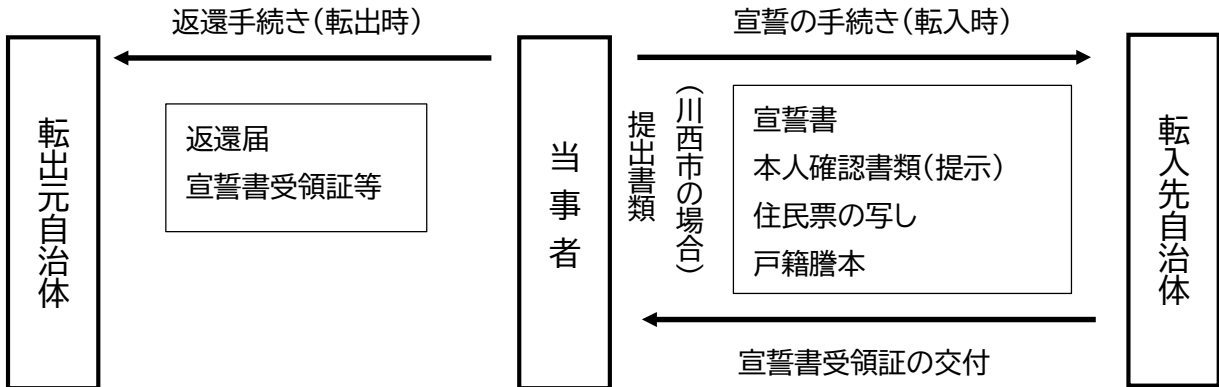 返還手続き(転出時)
宣誓の手続き(転入時)
転出元自治体
返還届
宣誓書受領証等
当事者
提出書類
(川西市の場合)
宣誓書
本人確認書類(提示)
住民票の写し
戸籍謄本
転入先自治体
宣誓書受領証の交付